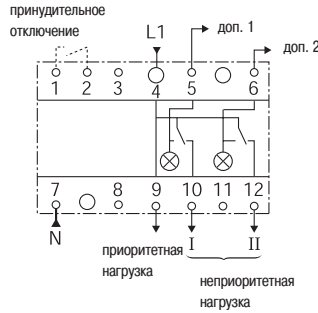 принудительное
отключение
L1
доп. 1
доп. 2
1 2 3 4 5 6
7 8 9 10 11 12
N
приоритетная
нагрузка
I
II
неприоритетная
нагрузка